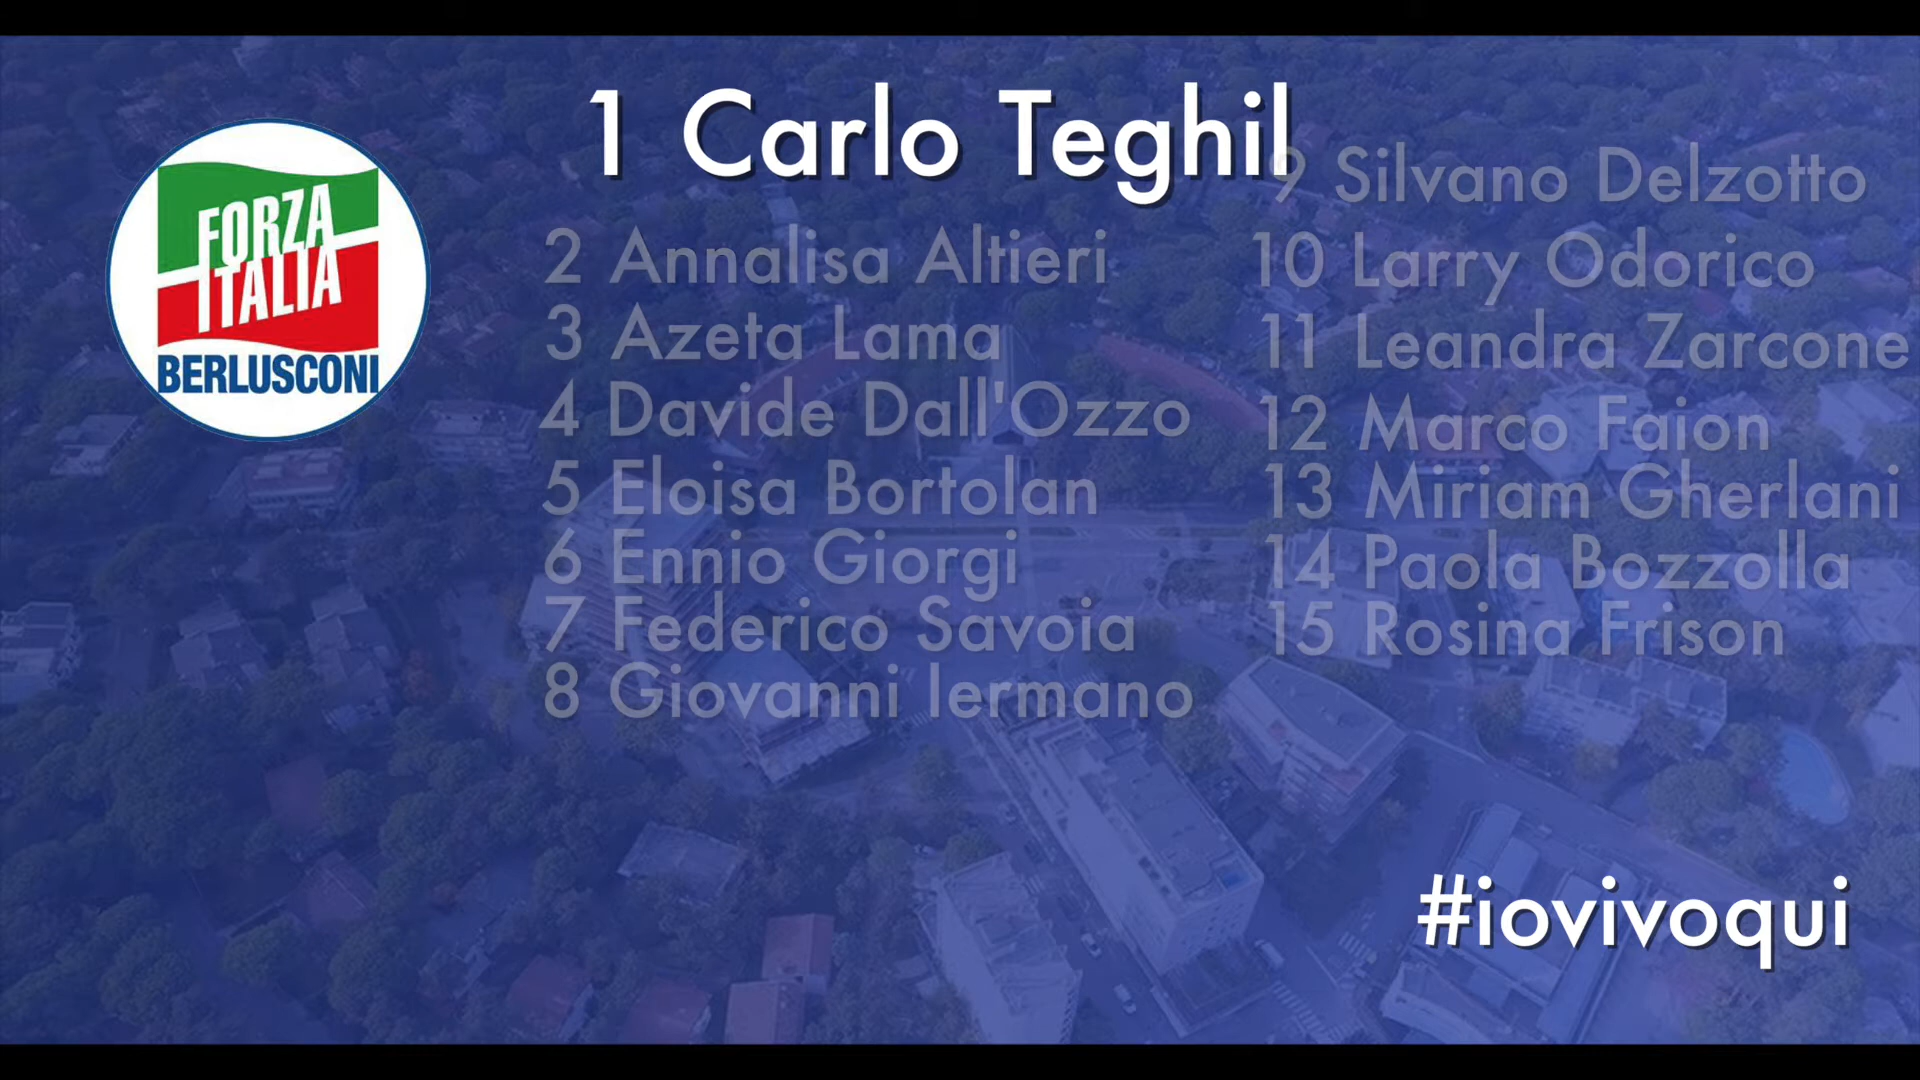 FORZA
ITALIA
BERLUSCONI
1 Carlo Teghil
2 Annalisa Altieri
3 Azeta Lama
4 Davide Dall'Ozzo
5 Eloisa Bortolan
6 Ennio Giorgi
7 Federico Savoia
8 Giovanni Iermano
9 Silvano Delzotto
10 Larry Odorico
11 Leandra Zarcone
12 Marco Faion
13 Miriam Gherlani
14 Paola Bozzolla
15 Rosina Frison
#iovivoqui